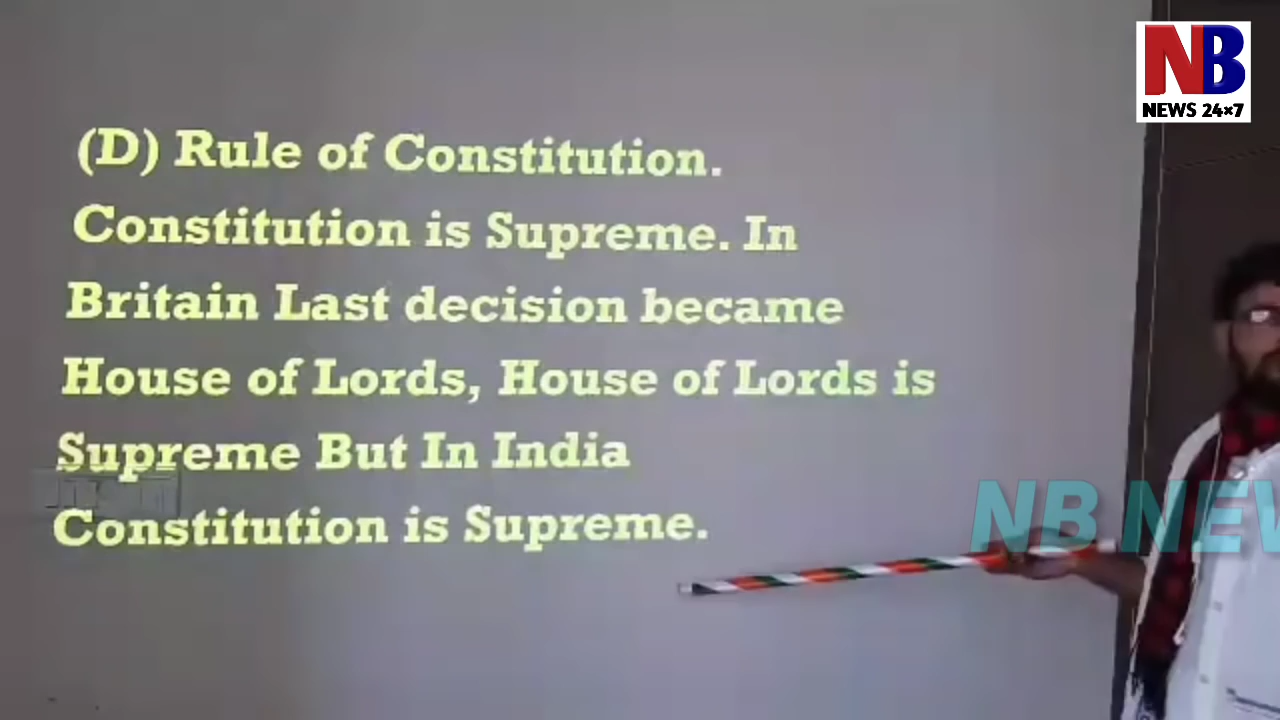 (D) Rule of Constitution.
Constitution is Supreme. In
Britain Last decision became
House of Lords, House of Lords is
Supreme But In India
Constitution is Supreme.
NB
NEWS 24×7
NB NEW